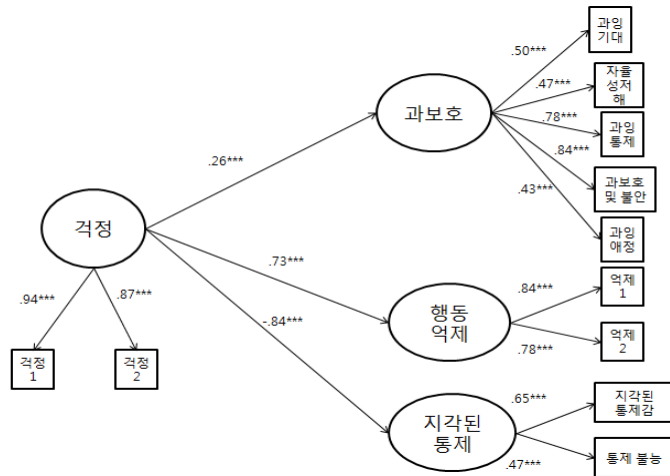 과잉
기대
.50***
자율
성저
해
.47***
과보호
.78***
과잉
통제
.84***
.26***
과보호
및 불안
.43***
걱정
과잉
애정
.73***
.94***
.87***
.84***
억제
1
행동
억제
-.84***
.78***
억제
2
걱정
1
걱정
2
.65***
지각된
통제감
지각된
통제
.47***
통제 불능